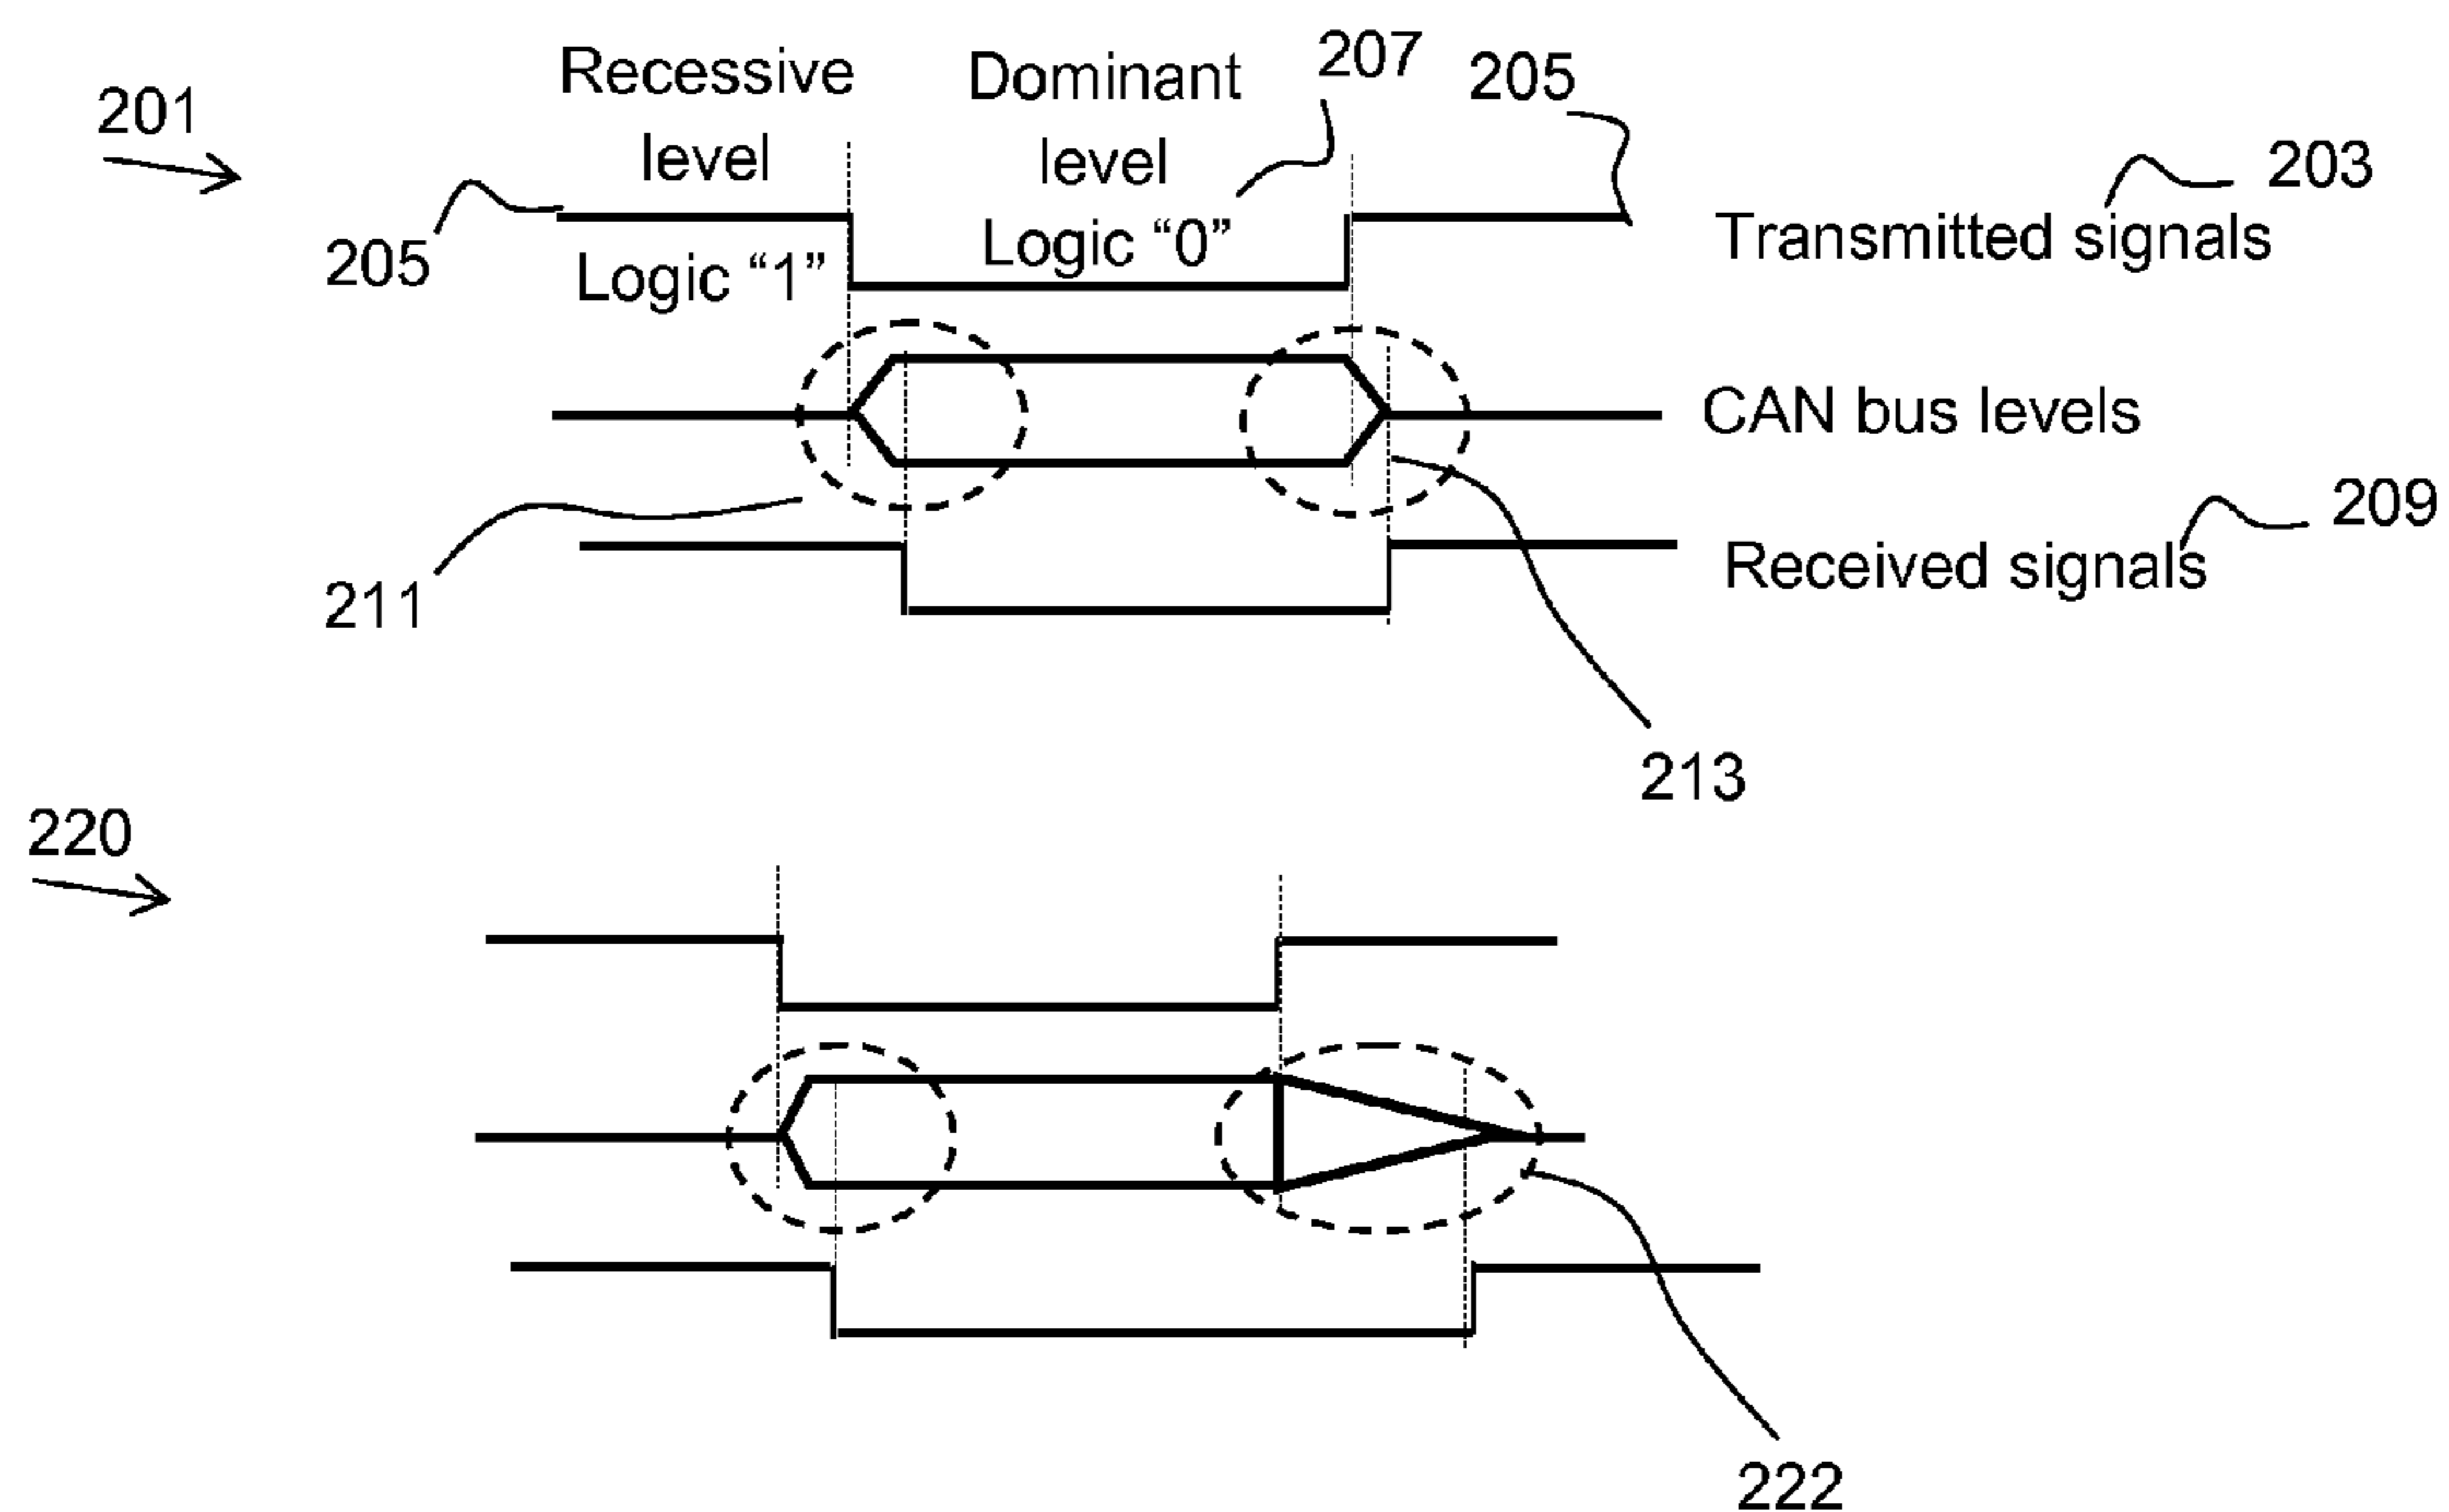 201
Recessive
level
Logic “1”
Dominant
level
Logic “0”
207
205
203
Transmitted signals
205
CAN bus levels
209
Received signals
211
213
220
222